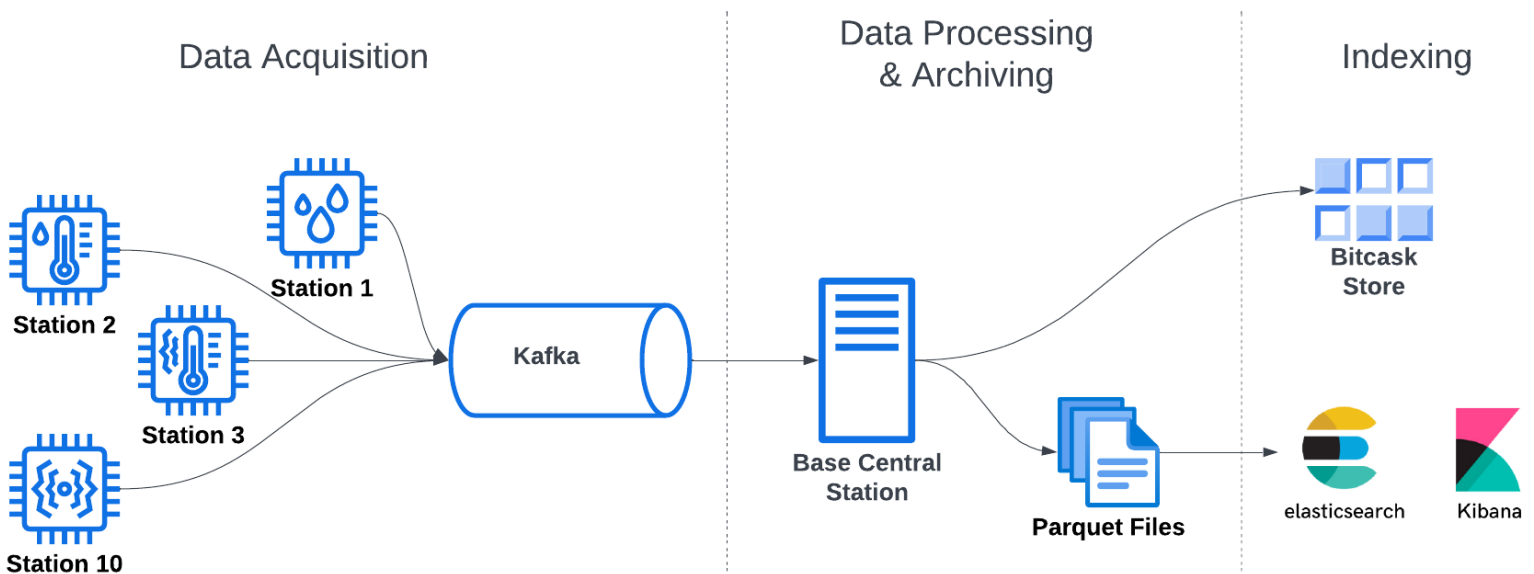 Data Acquisition
Data Processing
& Archiving
Indexing
Station 1
Station 2
Station 3
Station 10
Kafka
Base Central
Station
Parquet Files
Bitcask
Store
elasticsearch
Kibana